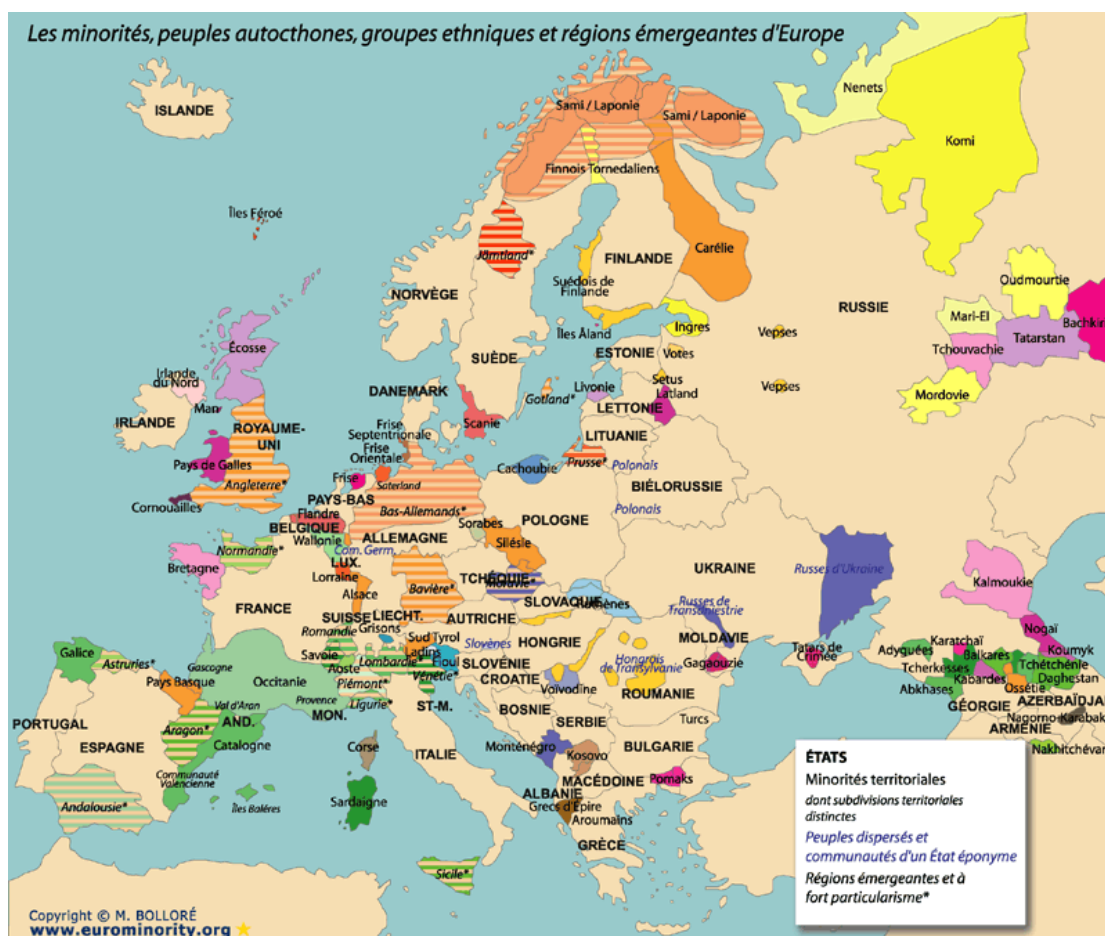 Les minorités, peuples autocthones, groupes ethniques et régions émergeantes d'Europe
ISLANDE
Nenets
Sami / Laponie
Sami / Laponie
Komi
Finnois Tornedaliens
Îles Féroé
Jämtland*
Carélie
FINLANDE
Suédois de
Finlande
NORVÈGE
Oudmourtie
RUSSIE
Mari-El
Bachkir
Ingres
Vepses
Îles Åland
Tatarstan
Tchouvachie
Écosse
SUÈDE
ESTONIE
Votes
Irlande
du Nord
Setus
Vepses
DANEMARK
Livonie
Latland
Mordovie
Gotland*
Man
LETTONIE
IRLANDE
ROYAUME-
UNI
Frise
Septentrionale
Scanie
LITUANIE
Frise
Orientale
Pays de Galles
Prusse*
Polonais
Cachoubie
Frise
Saterland
Angleterre*
BIÉLORUSSIE
PAYS-BAS
Cornouailles
Bas-Allemands*
Polonais
Flandre
POLOGNE
BELGIQUE
Sorabes
Wallonie
ALLEMAGNE
Silésie
Normandie*
Com. Germ.
Bretagne
LUX.
UKRAINE
Russes d'Ukraine
Lorraine
TCHÉQUIE
Moravie*
Kalmoukie
Bavière*
Alsace
SLOVAQUIE
Ruthènes
FRANCE
Russes de
Transdniestrie
SUISSE
LIECHT.
AUTRICHE
Romandie
Grisons
Nogaï
MOLDAVIE
Sud Tyrol
Slovènes
HONGRIE
Galice
Savoie
Ladins
Tatars de
Crimée
Karatchaï
Koumyk
Astruries*
Lombardie*
Frioul
SLOVÉNIE
Hongrois
de Transylvanie
Gagaouzie
Adyguées
Balkares
Gascogne
Aoste
Vénétie*
Tcherkesses
Tchétchénie
Pays Basque
Occitanie
Piémont*
CROATIE
Voïvodine
Kabardes
Daghestan
ROUMANIE
Abkhases
Ossétie
Val d'Aran
Provence
Ligurie*
AZERBAÏDJA
PORTUGAL
AND.
MON.
ST-M.
BOSNIE
GÉORGIE
Nagorno-Karabak
Aragon*
SERBIE
Turcs
ARMÉNIE
ESPAGNE
Catalogne
Corse
ITALIE
Monténégro
BULGARIE
Nakhitchévan
Kosovo
Communauté
Valencienne
MACÉDOINE
Pomaks
Andalousie*
Îles Baléres
Sardaigne
ALBANIE
Grecs d'Épire
Aroumains
GRÈCE
Sicile*
ÉTATS
Minorités territoriales
dont subdivisions territoriales
distinctes
Peuples dispersés et
communautés d'un État éponyme
Régions émergeantes et à
fort particularisme*
Copyright © M. BOLLORÉ
www.eurominority.org